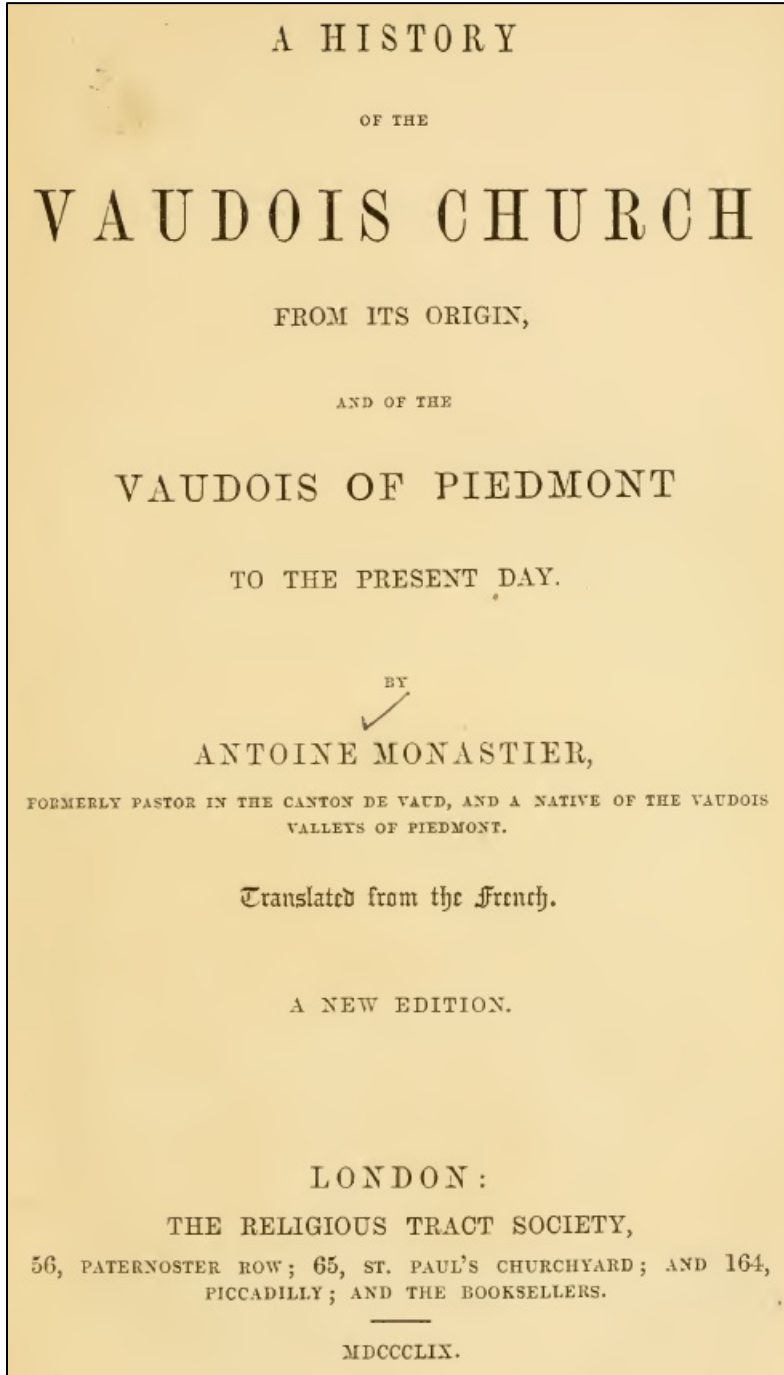 A HISTORY
OF THE
VAUDOIS CHURCH
FROM ITS ORIGIN,
AND OF THE
VAUDOIS OF PIEDMONT
TO THE PRESENT DAY.
BY
ANTOINE MONASTIER,
FORMERLY PASTOR IN THE CANTON DE VAUD, AND A NATIVE OF THE VAUDOIS
VALLEYS OF PIEDMONT.
Translated from the French.
A NEW EDITION.
LONDON:
THE RELIGIOUS TRACT SOCIETY,
56, PATERNOSTER ROW; 65, ST. PAUL'S CHURCHYARD; AND 164,
PICCADILLY; AND THE BOOKSELLERS.
MDCCCLIX.